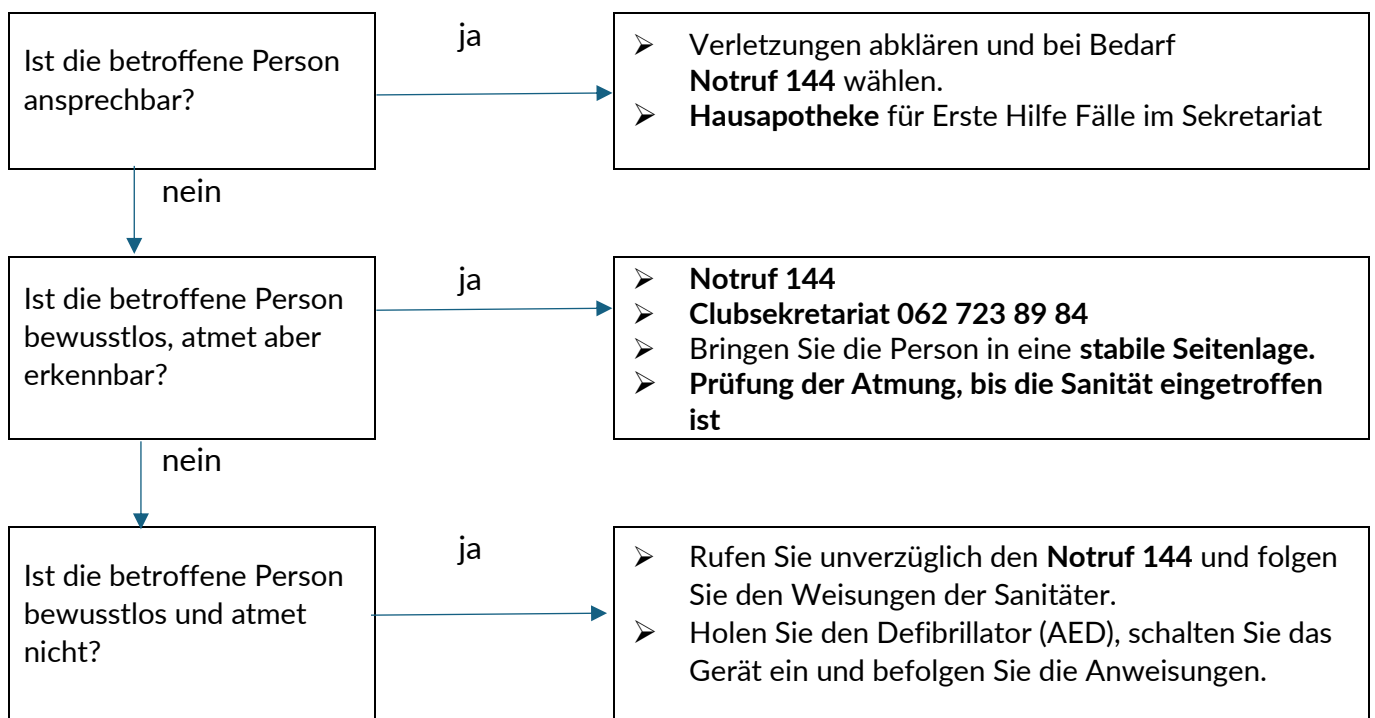 Ist die betroffene Person
ansprechbar?
ja
➢ Verletzungen abklären und bei Bedarf
Notruf 144 wählen.
➢ Hausapotheke für Erste Hilfe Fälle im Sekretariat
nein
Ist die betroffene Person
bewusstlos, atmet aber
erkennbar?
ja
➢ Notruf 144
➢ Clubsekretariat 062 723 89 84
➢ Bringen Sie die Person in eine stabile Seitenlage.
➢ Prüfung der Atmung, bis die Sanität eingetroffen
ist
nein
Ist die betroffene Person
bewusstlos und atmet
nicht?
ja
➢ Rufen Sie unverzüglich den Notruf 144 und folgen
Sie den Weisungen der Sanitäter.
➢ Holen Sie den Defibrillator (AED), schalten Sie das
Gerät ein und befolgen Sie die Anweisungen.